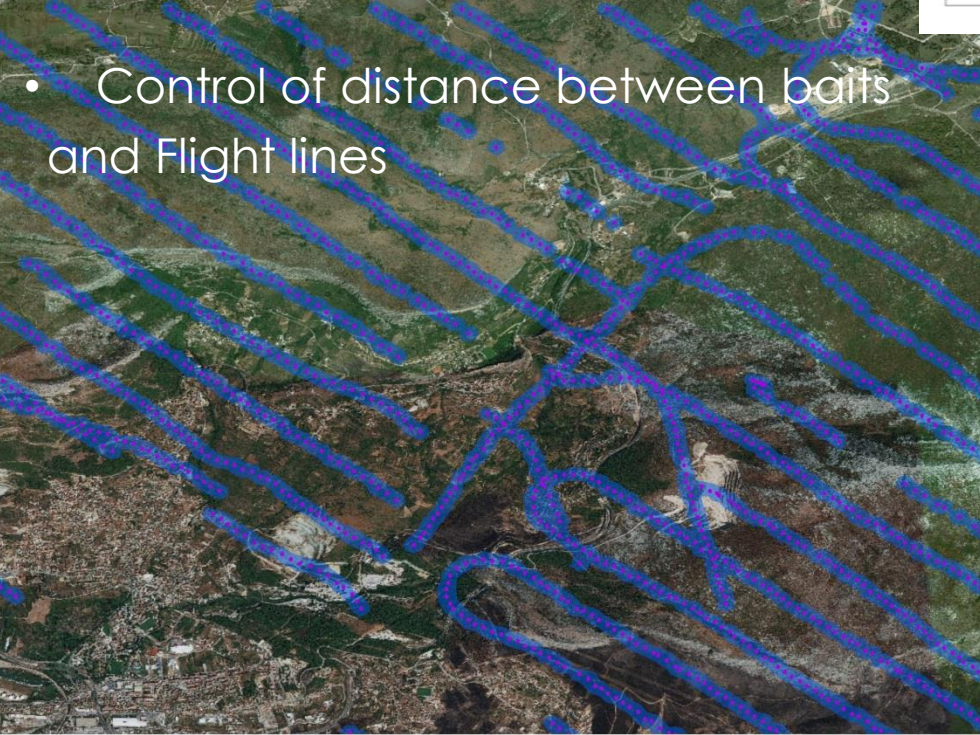 • Control of distance between baits
and Flight lines